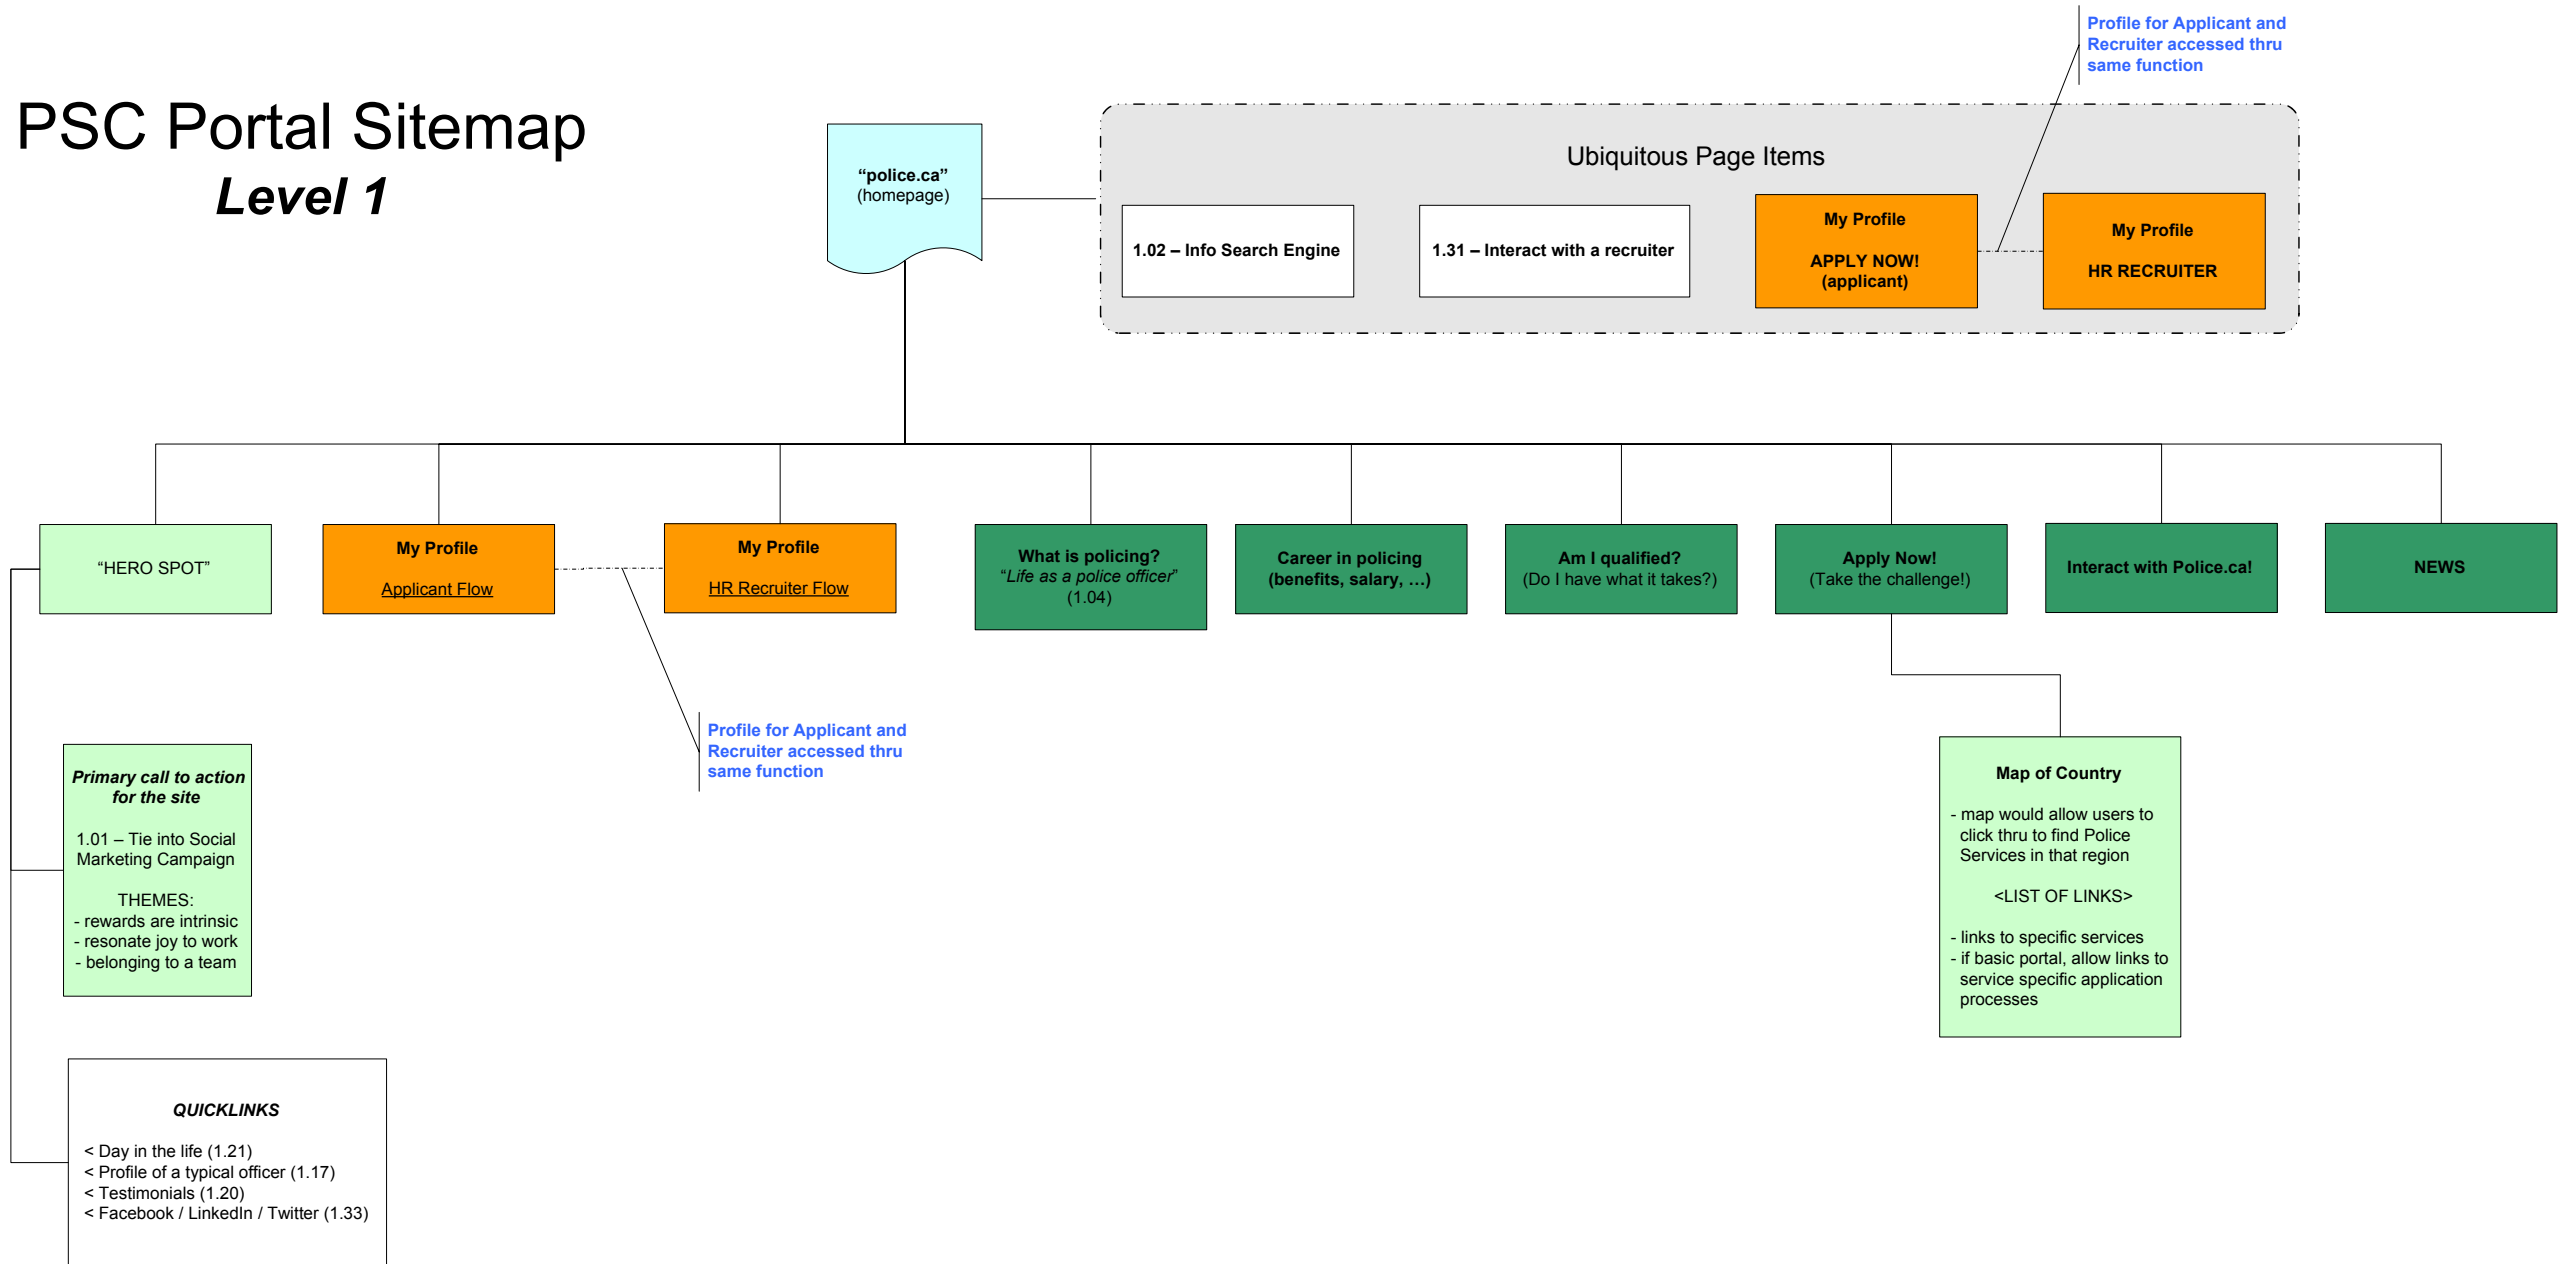 PSC Portal Sitemap
Level 1
Profile for Applicant and
Recruiter accessed thru
same function
“police.ca”
(homepage)
Ubiquitous Page Items
1.02 – Info Search Engine
1.31 – Interact with a recruiter
My Profile
APPLY NOW!
(applicant)
My Profile
HR RECRUITER
“HERO SPOT”
My Profile
Applicant Flow
My Profile
HR Recruiter Flow
What is policing?
“Life as a police officer”
(1.04)
Career in policing
(benefits, salary, …)
Am I qualified?
(Do I have what it takes?)
Apply Now!
(Take the challenge!)
Interact with Police.ca!
NEWS
Profile for Applicant and
Recruiter accessed thru
same function
Primary call to action
for the site
1.01 – Tie into Social
Marketing Campaign
THEMES:
- rewards are intrinsic
- resonate joy to work
- belonging to a team
Map of Country
- map would allow users to
click thru to find Police
Services in that region
<LIST OF LINKS>
- links to specific services
- if basic portal, allow links to
service specific application
processes
QUICKLINKS
< Day in the life (1.21)
< Profile of a typical officer (1.17)
< Testimonials (1.20)
< Facebook / LinkedIn / Twitter (1.33)